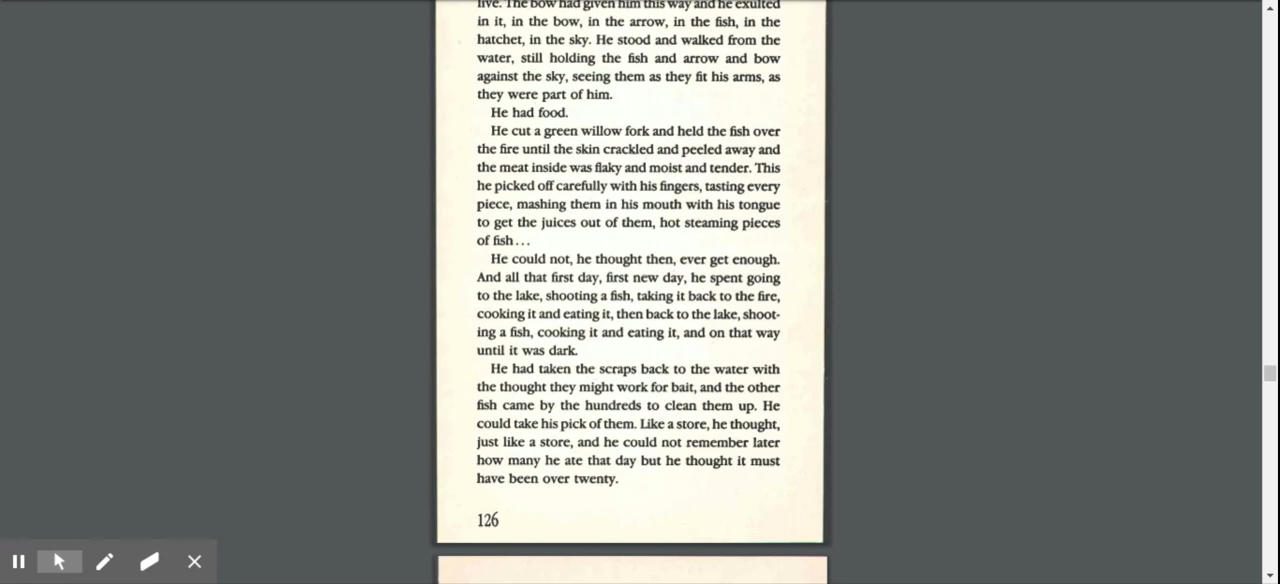 live. The bow had given him this way and he exulted
in it, in the bow, in the arrow, in the fish, in the
hatchet, in the sky. He stood and walked from the
water, still holding the fish and arrow and bow
against the sky, seeing them as they fit his arms, as
they were part of him.
He had food.
He cut a green willow fork and held the fish over
the fire until the skin crackled and peeled away and
the meat inside was flaky and moist and tender. This
he picked off carefully with his fingers, tasting every
piece, mashing them in his mouth with his tongue
to get the juices out of them, hot steaming pieces
of fish...
He could not, he thought then, ever get enough.
And all that first day, first new day, he spent going
to the lake, shooting a fish, taking it back to the fire,
cooking it and eating it, then back to the lake, shoot-
ing a fish, cooking it and eating it, and on that way
until it was dark.
He had taken the scraps back to the water with
the thought they might work for bait, and the other
fish came by the hundreds to clean them up. He
could take his pick of them. Like a store, he thought,
just like a store, and he could not remember later
how many he ate that day but he thought it must
have been over twenty.
126